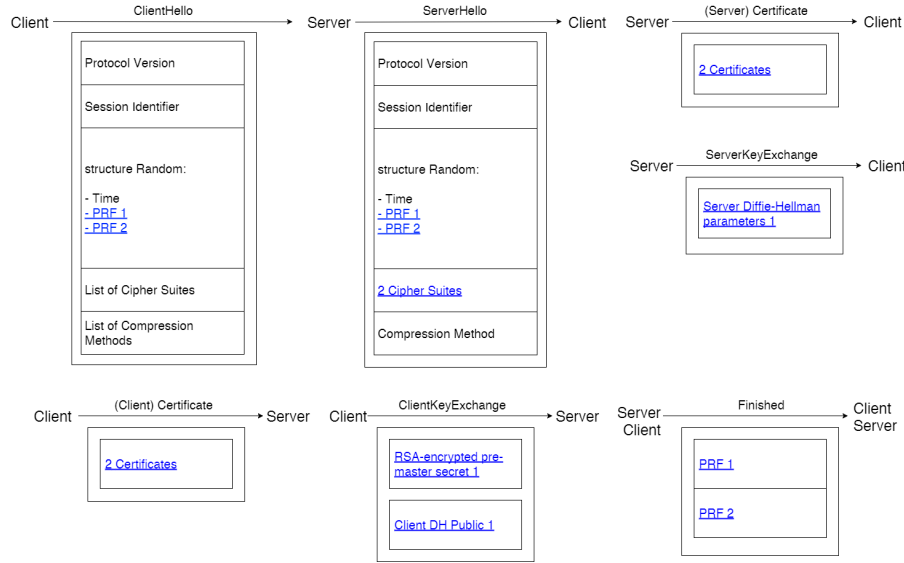 ClientHello
Client
Server
Protocol Version
Session Identifier
structure Random:
- Time
- PRF 1
- PRF 2
List of Cipher Suites
List of Compression
Methods
ServerHello
Server
Client
Protocol Version
Session Identifier
structure Random:
- Time
- PRF 1
- PRF 2
2 Cipher Suites
Compression Method
(Server) Certificate
Server
Client
2 Certificates
ServerKeyExchange
Server
Client
Server Diffie-Hellman
parameters 1
(Client) Certificate
Client
Server
2 Certificates
ClientKeyExchange
Client
Server
RSA-encrypted pre-
master secret 1
Client DH Public 1
Finished
Server
Client
Client
Server
PRF 1
PRF 2